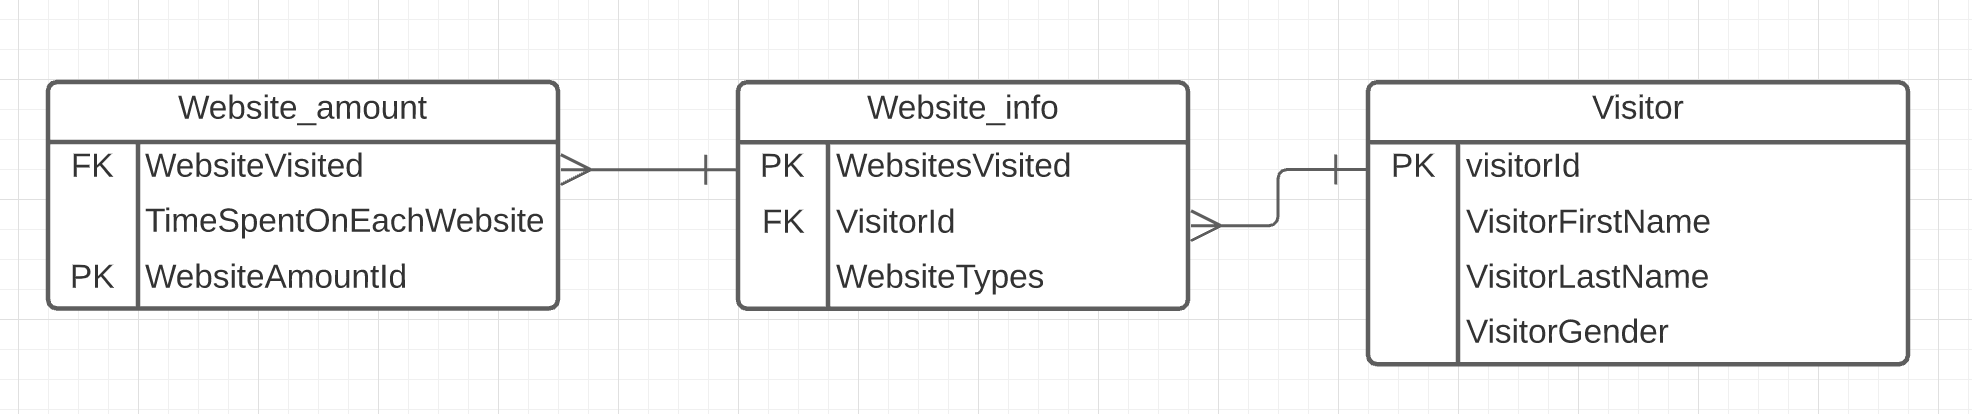 Website_amount
FK WebsiteVisited
TimeSpentOnEachWebsite
PK WebsiteAmountId
Website_info
PK WebsitesVisited
FK VisitorId
WebsiteTypes
Visitor
PK visitorId
VisitorFirstName
VisitorLastName
VisitorGender